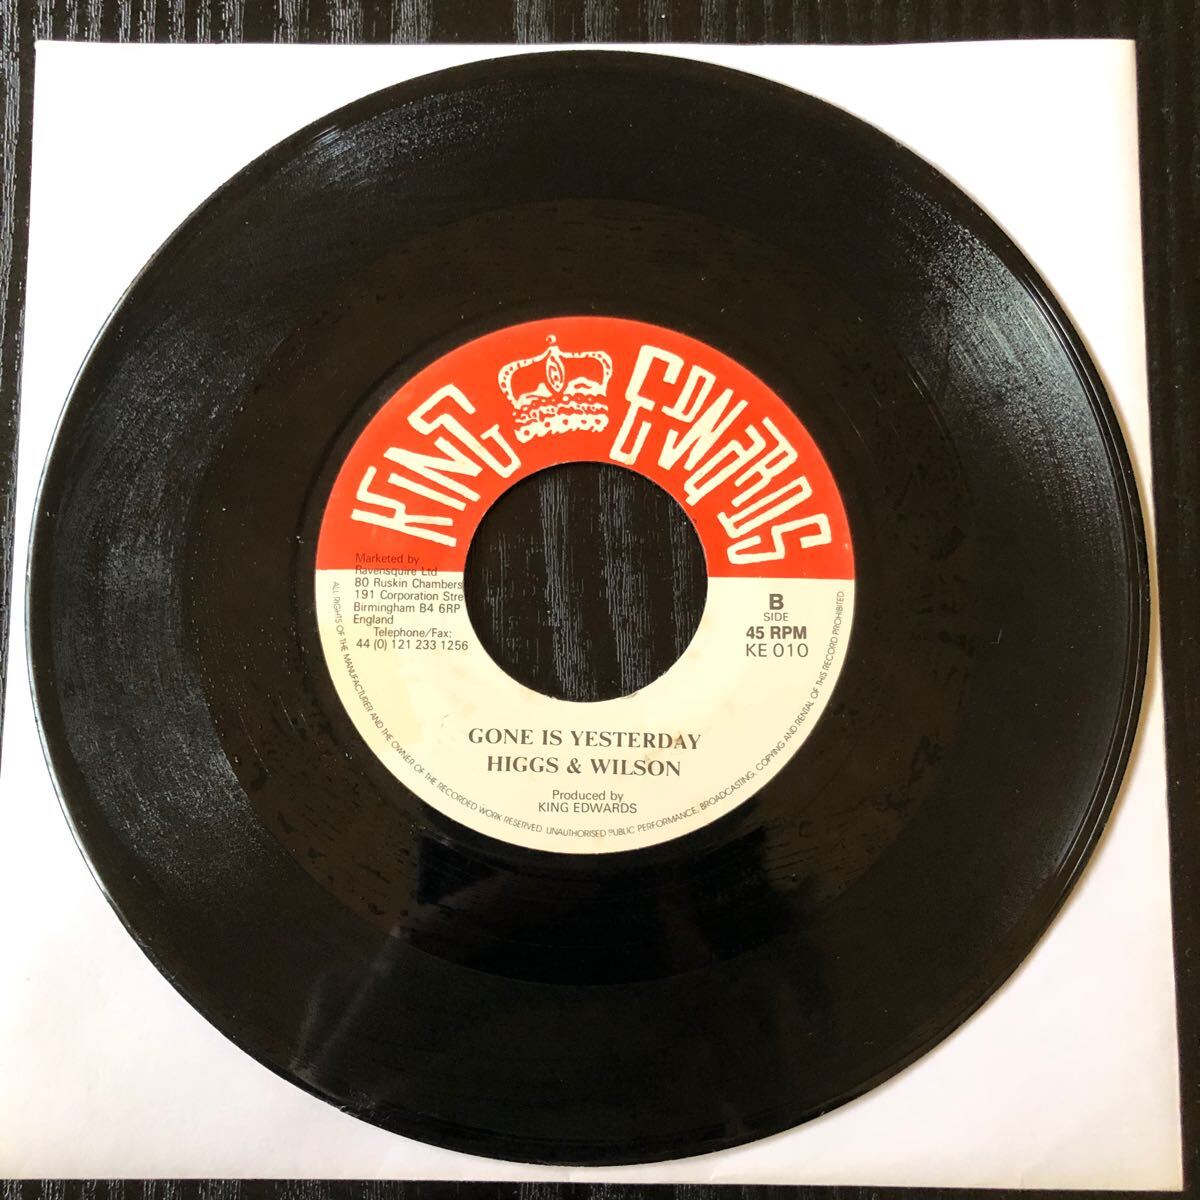 KING EDWARDS
Marketed by
Ravensquire Ltd
80 Ruskin Chambers
191 Corporation Stre
Birmingham B4 6RP
England
Telephone/Fax:
44 (0) 121 233 1256
B
SIDE
45 RPM
KE 010
GONE IS YESTERDAY
HIGGS & WILSON
Produced by
KING EDWARDS
ALL RIGHTS OF THE MANUFACTURER AND THE OWNER OF THE RECORDED WORK RESERVED. UNAUTHORISED PUBLIC PERFORMANCE, BROADCASTING, COPYING AND RENTAL OF THIS RECORD PROHIBITED.